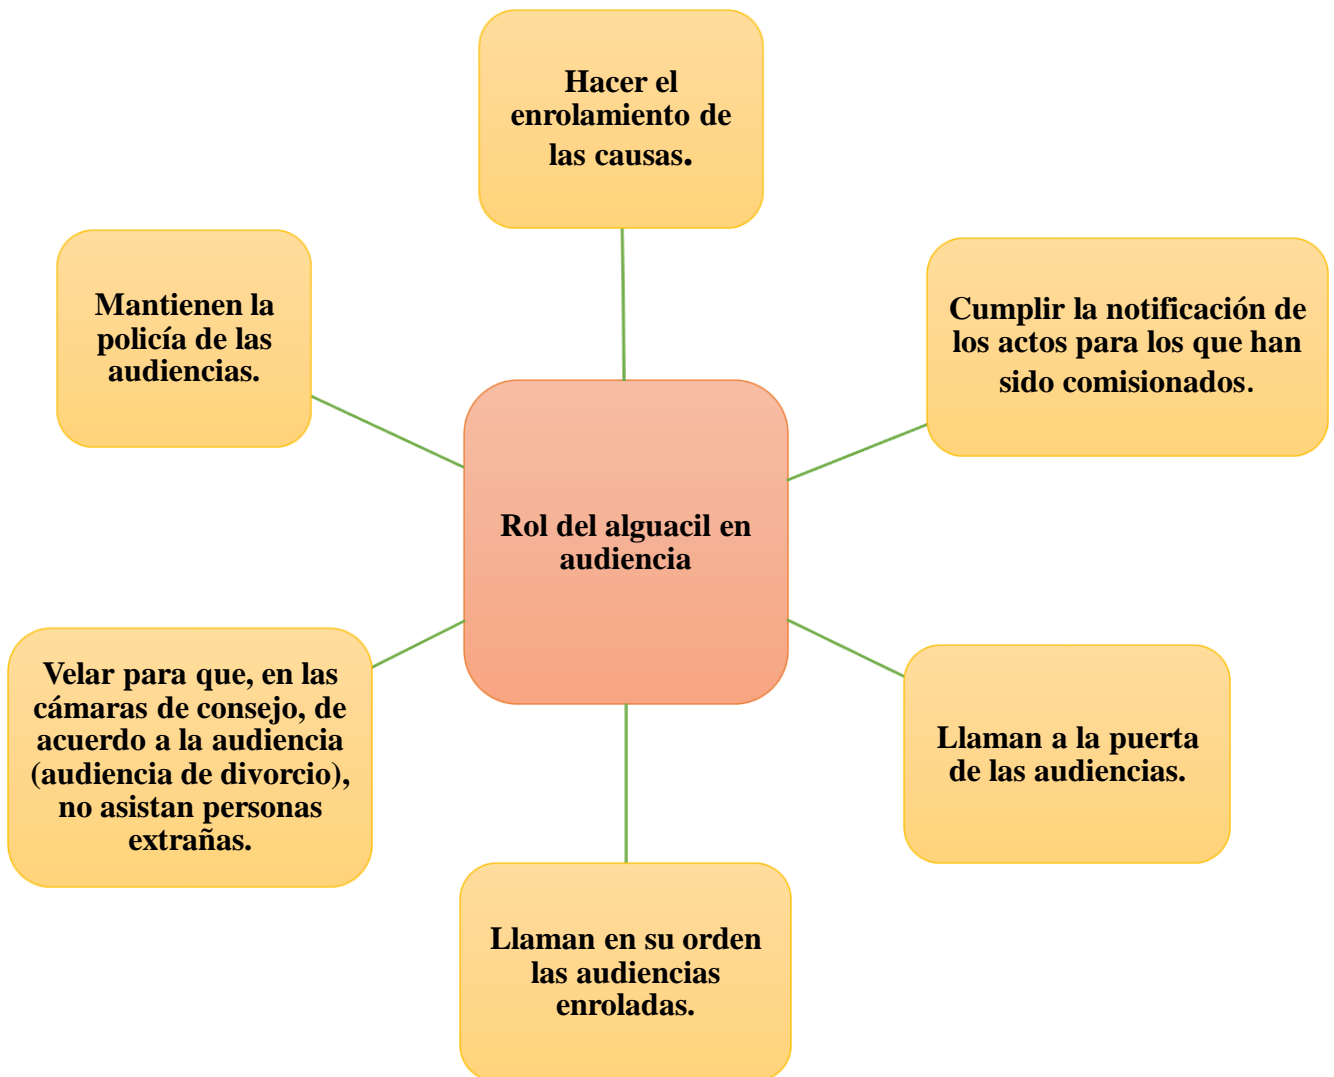 Hacer el
enrolamiento de
las causas.
Mantienen la
policía de las
audiencias.
Cumplir la notificación de
los actos para los que han
sido comisionados.
Rol del alguacil en
audiencia
Velar para que, en las
cámaras de consejo, de
acuerdo a la audiencia
(audiencia de divorcio),
no asistan personas
extrañas.
Llaman a la puerta
de las audiencias.
Llaman en su orden
las audiencias
enroladas.